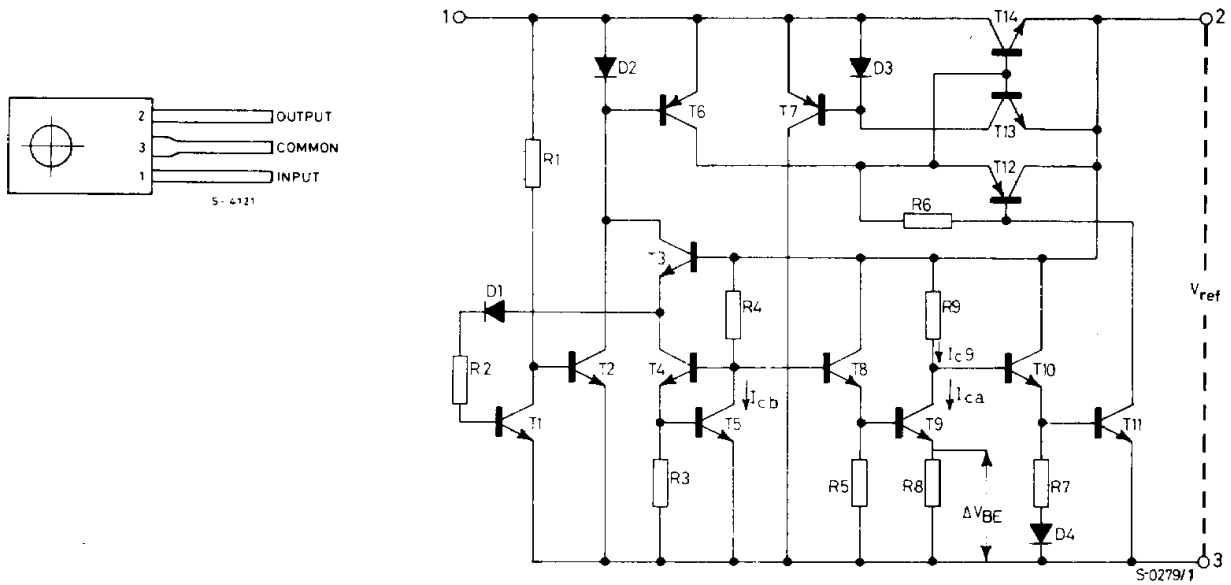 2 OUTPUT
3 COMMON
1 INPUT
S-4121
1 T14 2
D2 D3
T6 T7 T13
R1
T12
R6
T3
D1 R4 R9 Vref
Ic9
R2 T2 T4 T8 T10
Icb Ica
T1 T5 T9 T11
R3 R5 R8 R7
ΔVBE
D4
3
S-0279/1